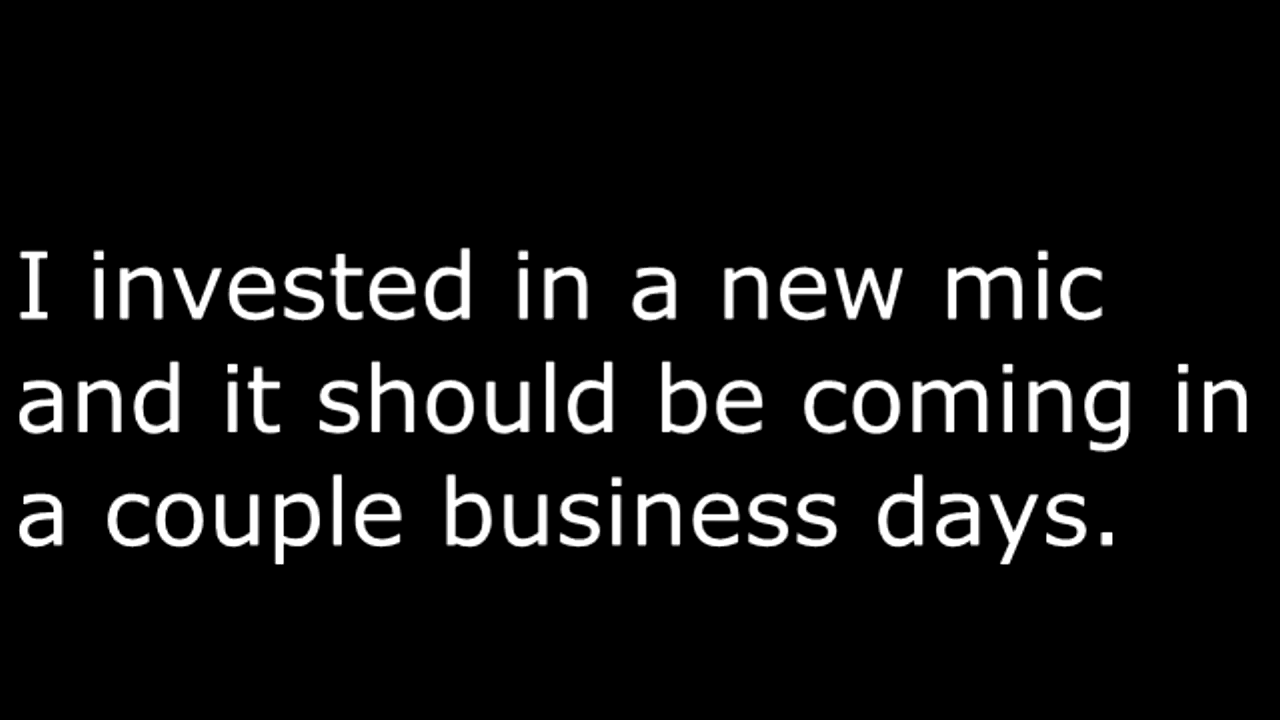 I invested in a new mic
and it should be coming in
a couple business days.